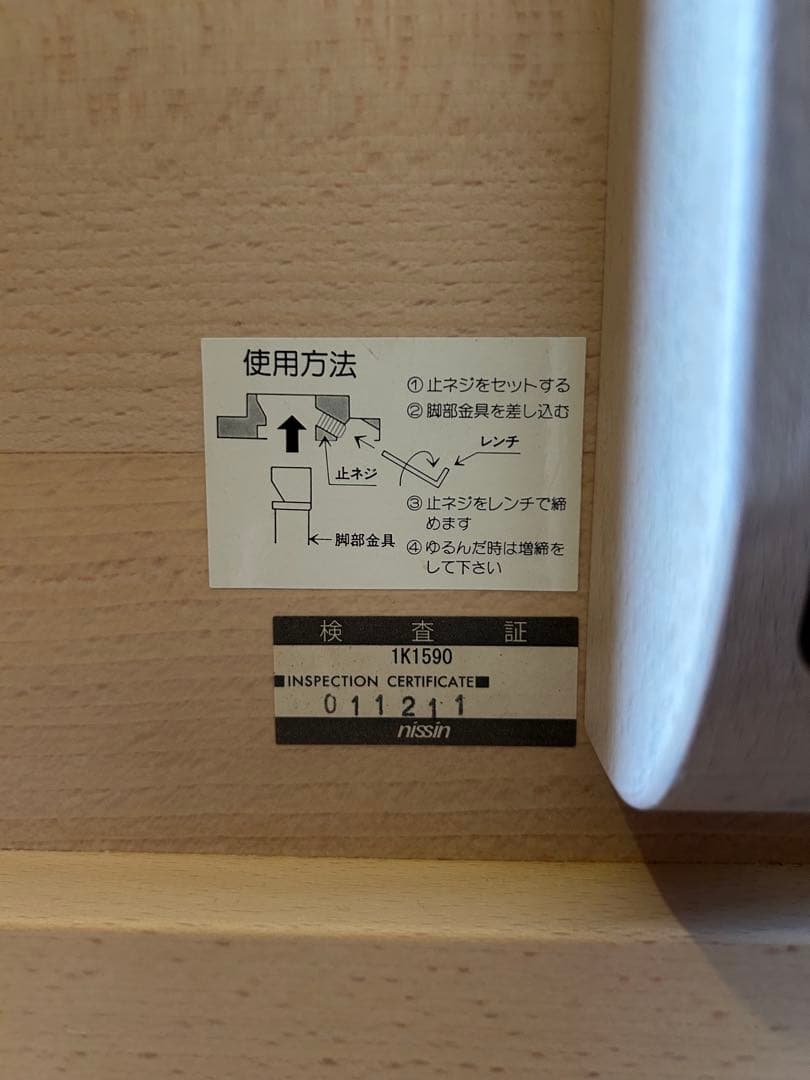 使用方法
①止ネジをセットする
②脚部金具を差し込む
レンチ
止ネジ
脚部金具
③止ネジをレンチで締
めます
④ゆるんだ時は増締を
して下さい
検査証
1K1590
■INSPECTION CERTIFICATE■
011211
nissin